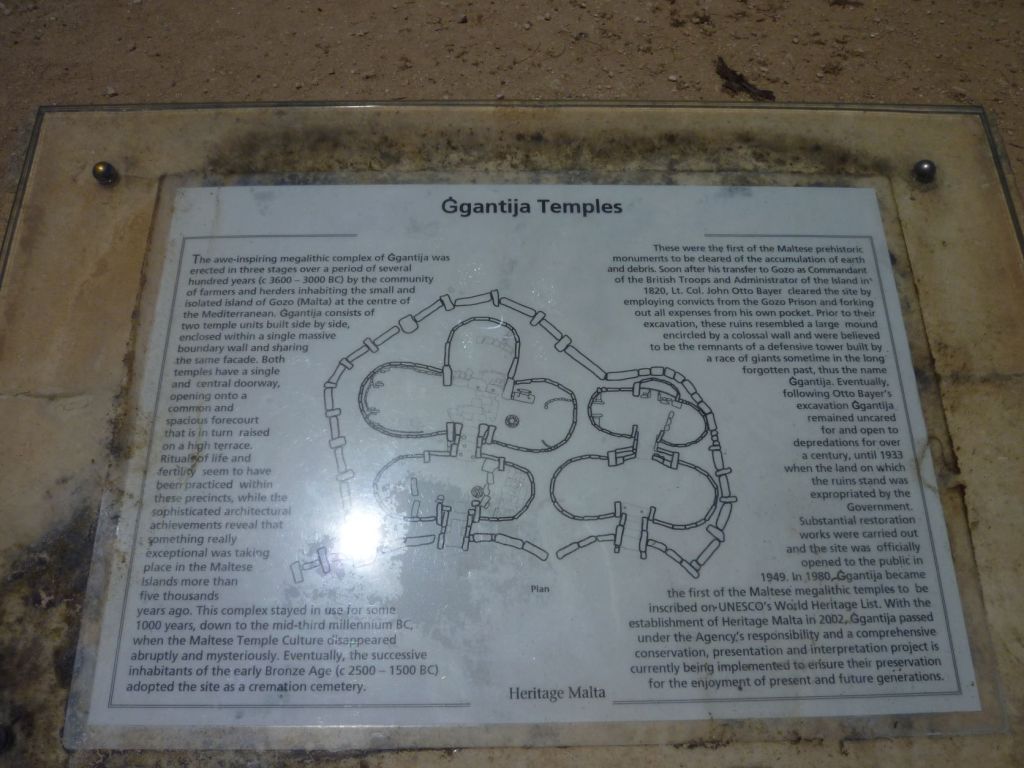 Ġgantija Temples
The awe-inspiring megalithic complex of Ġgantija was
erected in three stages over a period of several
hundred years (c 3600 – 3000 BC) by the community
of farmers and herders inhabiting the small and
isolated island of Gozo (Malta) at the centre of
the Mediterranean. Ġgantija consists of
two temple units built side by side,
enclosed within a single massive
boundary wall and sharing
the same facade. Both
temples have a single
and central doorway,
opening onto a
common and
spacious forecourt
that is in turn raised
on a high terrace.
Rituals of life and
fertility seem to have
been practiced within
these precincts, while the
sophisticated architectural
achievements reveal that
something really
exceptional was taking
place in the Maltese
Islands more than
five thousands
years ago. This complex stayed in use for some
1000 years, down to the mid-third millennium BC,
when the Maltese Temple Culture disappeared
abruptly and mysteriously. Eventually, the successive
inhabitants of the early Bronze Age (c 2500 – 1500 BC)
adopted the site as a cremation cemetery.
These were the first of the Maltese prehistoric
monuments to be cleared of the accumulation of earth
and debris. Soon after his transfer to Gozo as Commandant
of the British Troops and Administrator of the Island in
1820, Lt. Col. John Otto Bayer cleared the site by
employing convicts from the Gozo Prison and forking
out all expenses from his own pocket. Prior to their
excavation, these ruins resembled a large mound
encircled by a colossal wall and were believed
to be the remnants of a defensive tower built by
a race of giants sometime in the long
forgotten past, thus the name
Ġgantija. Eventually,
following Otto Bayer's
excavation Ġgantija
remained uncared
for and open to
depredations for over
a century, until 1933
when the land on which
the ruins stand was
expropriated by the
Government.
Substantial restoration
works were carried out
and the site was officially
opened to the public in
1949. In 1980, Ġgantija became
the first of the Maltese megalithic temples to be
inscribed on UNESCO's World Heritage List. With the
establishment of Heritage Malta in 2002, Ġgantija passed
under the Agency's responsibility and a comprehensive
conservation, presentation and interpretation project is
currently being implemented to ensure their preservation
for the enjoyment of present and future generations.
Plan
Heritage Malta